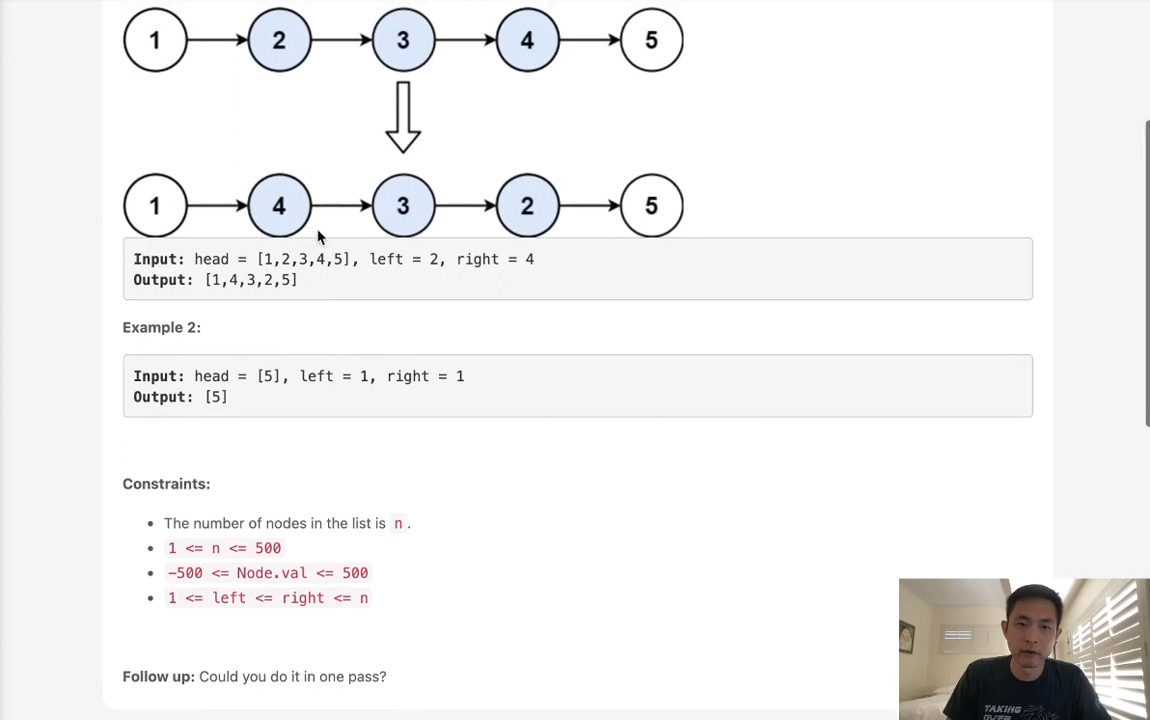 1 2 3 4 5
1 4 3 2 5
Input: head = [1,2,3,4,5], left = 2, right = 4
Output: [1,4,3,2,5]
Example 2:
Input: head = [5], left = 1, right = 1
Output: [5]
Constraints:
• The number of nodes in the list is n.
• 1 <= n <= 500
• -500 <= Node.val <= 500
• 1 <= left <= right <= n
Follow up: Could you do it in one pass?
TAKING
OVER